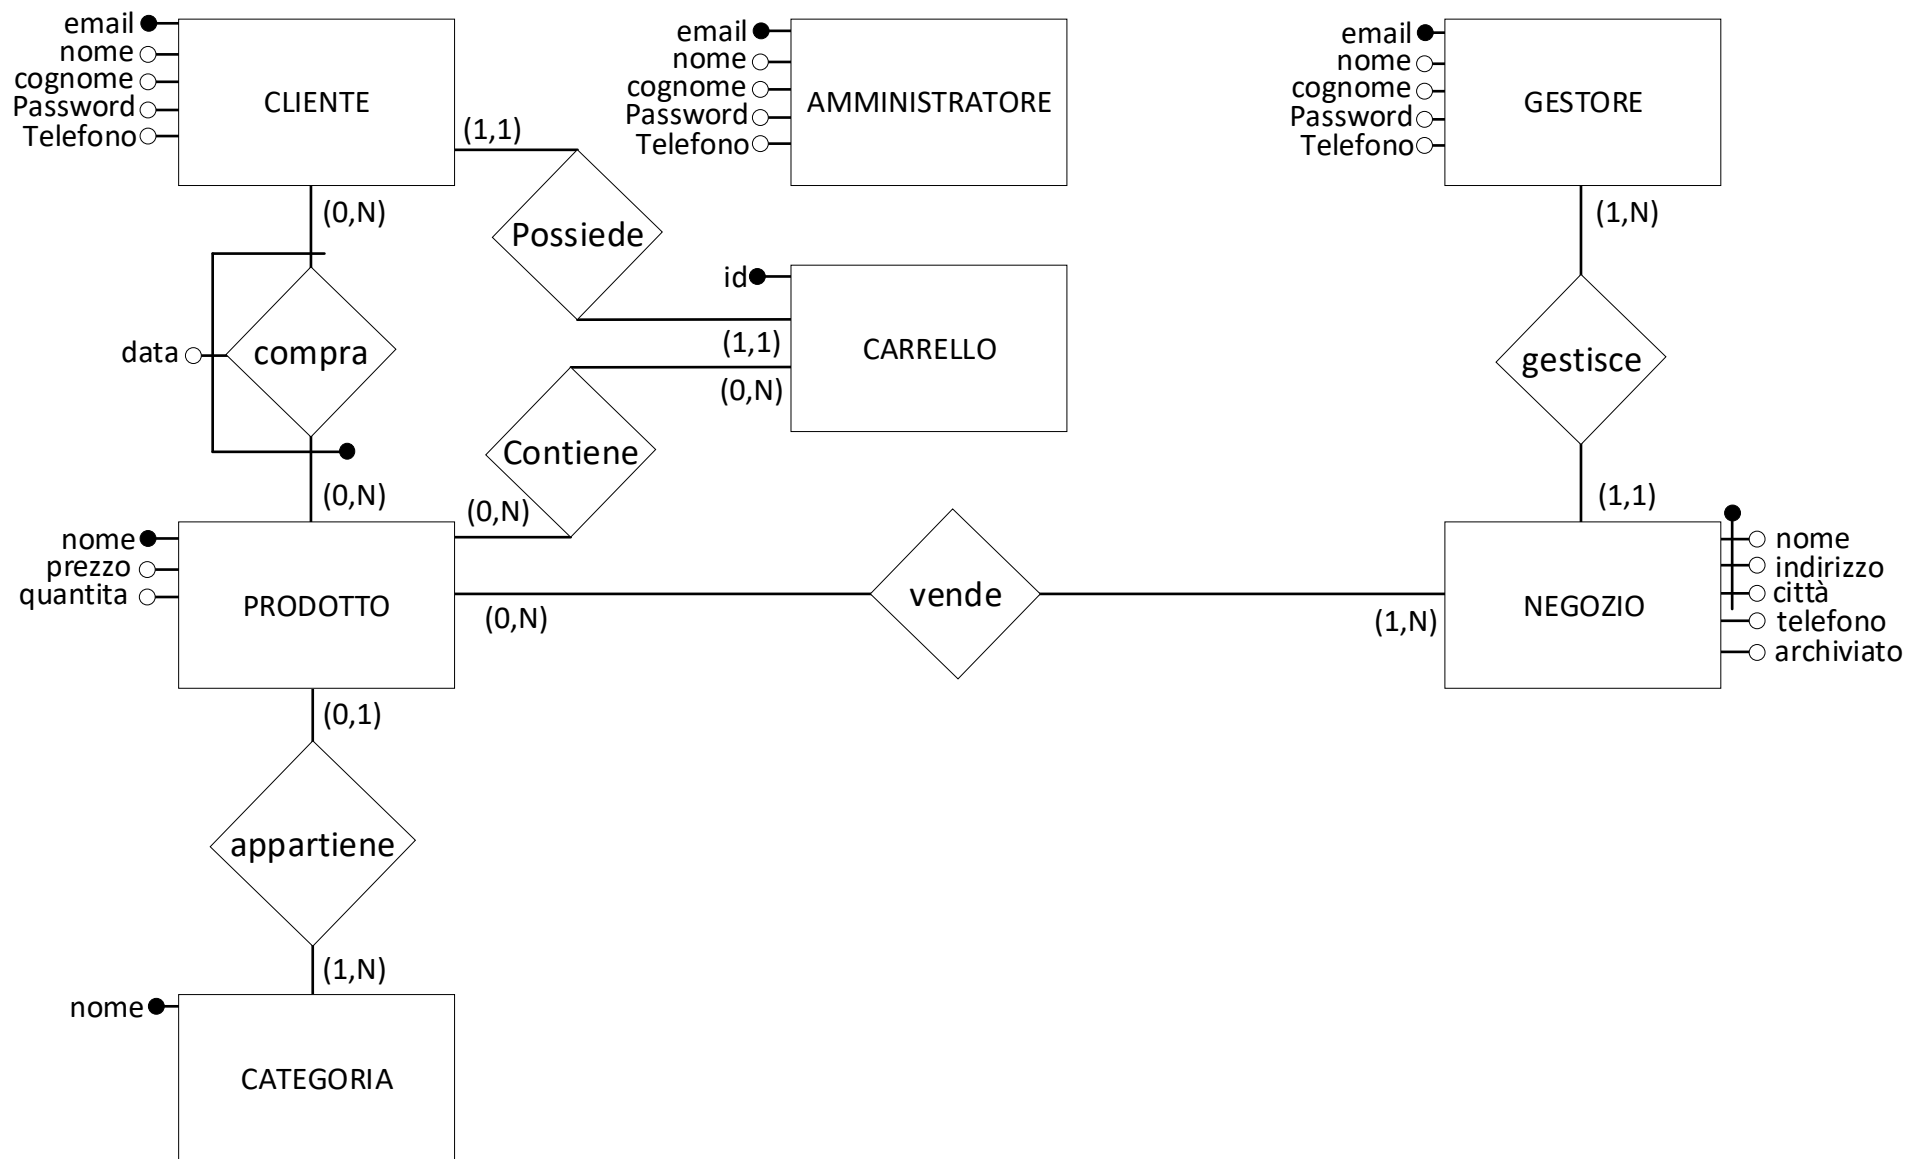 email
nome
cognome
Password
Telefono
CLIENTE
email
nome
cognome
Password
Telefono
AMMINISTRATORE
email
nome
cognome
Password
Telefono
GESTORE
(1,1)
(0,N)
Possiede
(1,N)
id
CARRELLO
(1,1)
(0,N)
data
compra
gestisce
Contiene
(0,N)
(0,N)
(1,1)
nome
prezzo
quantita
PRODOTTO
(0,N)
vende
(1,N)
NEGOZIO
nome
indirizzo
città
telefono
archiviato
(0,1)
appartiene
(1,N)
nome
CATEGORIA